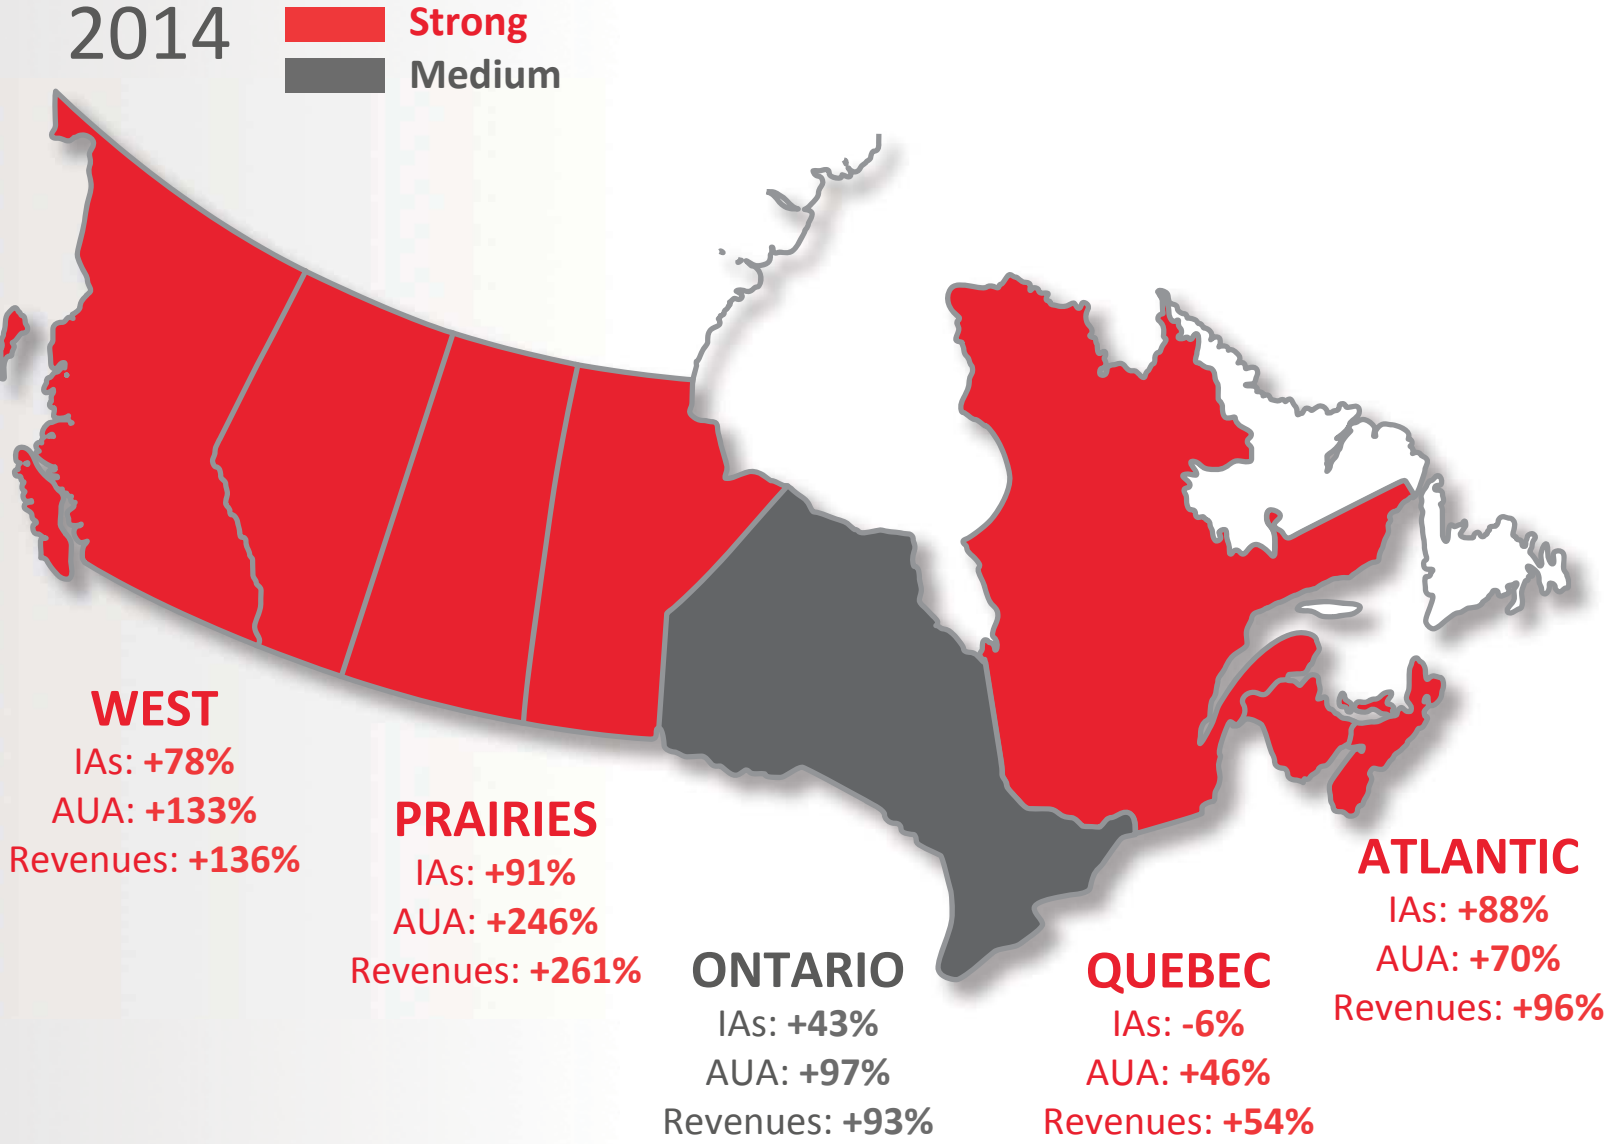 2014
Strong
Medium
WEST
IAs: +78%
AUA: +133%
Revenues: +136%
PRAIRIES
IAs: +91%
AUA: +246%
Revenues: +261%
ONTARIO
IAs: +43%
AUA: +97%
Revenues: +93%
QUEBEC
IAs: -6%
AUA: +46%
Revenues: +54%
ATLANTIC
IAs: +88%
AUA: +70%
Revenues: +96%